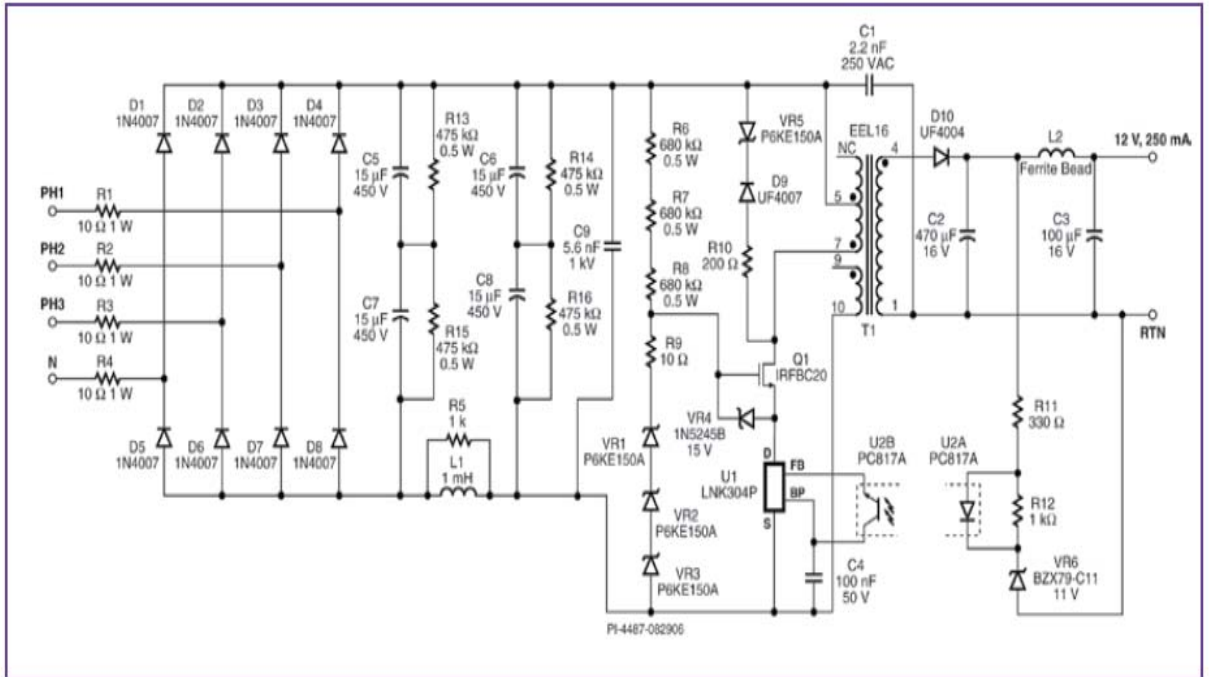 C1
2.2 nF
250 VAC
D1
1N4007
D2
1N4007
D3
1N4007
D4
1N4007
R13
475 kΩ
0.5 W
C5
15 µF
450 V
C6
15 µF
450 V
R14
475 kΩ
0.5 W
R6
680 kΩ
0.5 W
VR5
P6KE150A
EEL16
NC
4
D10
UF4004
L2
Ferrite Bead
12 V, 250 mA.
PH1
R1
10 Ω 1 W
PH2
R2
10 Ω 1 W
PH3
R3
10 Ω 1 W
N
R4
10 Ω 1 W
R7
680 kΩ
0.5 W
D9
UF4007
5
C9
5.6 nF
1 kV
R10
200 Ω
7
9
C2
470 µF
16 V
C3
100 µF
16 V
C7
15 µF
450 V
C8
15 µF
450 V
R8
680 kΩ
0.5 W
R16
475 kΩ
0.5 W
10
1
T1
RTN
R15
475 kΩ
0.5 W
R9
10 Ω
Q1
IRFBC20
D5
1N4007
D6
1N4007
D7
1N4007
D8
1N4007
R5
1 k
L1
1 mH
VR1
P6KE150A
VR4
1N5245B
15 V
R11
330 Ω
D
FB
BP
S
U1
LNK304P
U2B
PC817A
U2A
PC817A
R12
1 kΩ
VR2
P6KE150A
VR3
P6KE150A
C4
100 nF
50 V
VR6
BZX79-C11
11 V
PI-4487-082906